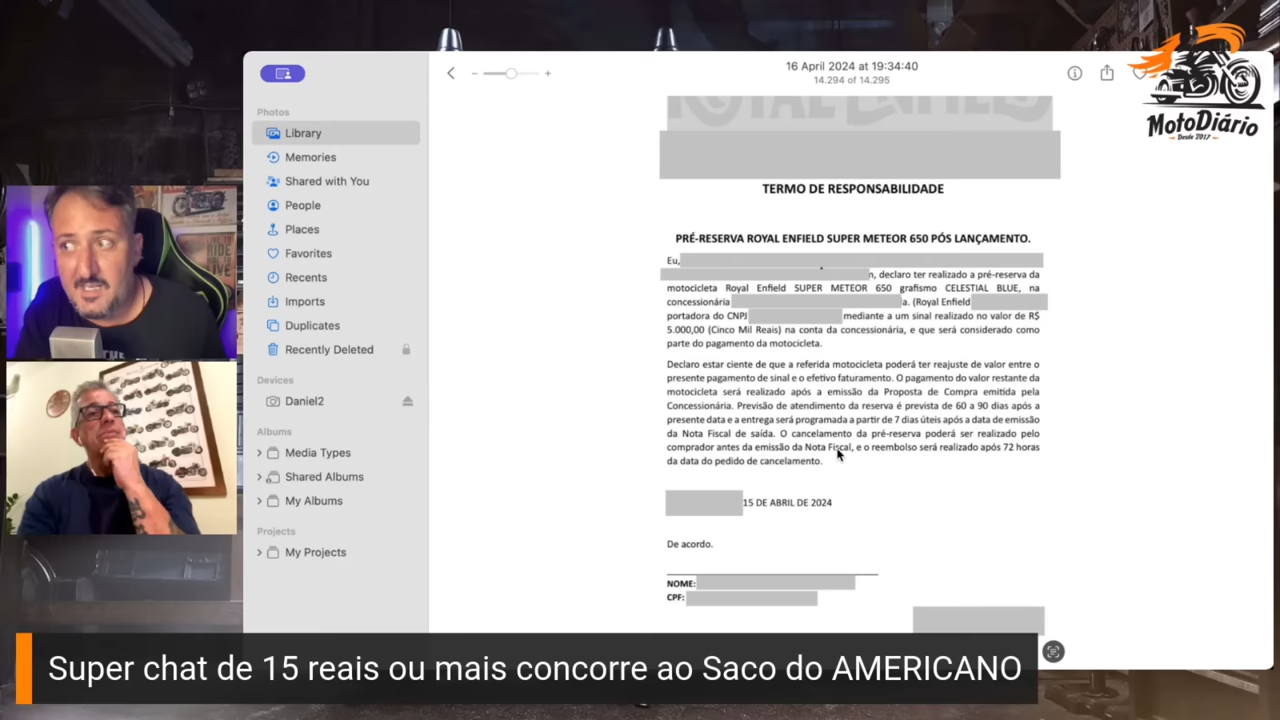 16 April 2024 at 19:34:40
14.294 of 14.295
MotoDiário
Desde 2017
Photos
Library
Memories
Shared with You
People
Places
Favorites
Recents
Imports
Duplicates
Recently Deleted
Devices
Daniel2
Albums
Media Types
Shared Albums
My Albums
Projects
My Projects
ROYAL ENFIELD
TERMO DE RESPONSABILIDADE
PRÉ-RESERVA ROYAL ENFIELD SUPER METEOR 650 PÓS LANÇAMENTO.
Eu,
n, declaro ter realizado a pré-reserva da
motocicleta Royal Enfield SUPER METEOR 650 grafismo CELESTIAL BLUE, na
concessionária a. (Royal Enfield
portadora do CNPJ mediante a um sinal realizado no valor de R$
5.000,00 (Cinco Mil Reais) na conta da concessionária, e que será considerado como
parte do pagamento da motocicleta.
Declaro estar ciente de que a referida motocicleta poderá ter reajuste de valor entre o
presente pagamento de sinal e o efetivo faturamento. O pagamento do valor restante da
motocicleta será realizado após a emissão da Proposta de Compra emitida pela
Concessionária. Previsão de atendimento da reserva é prevista de 60 a 90 dias após a
presente data e a entrega será programada a partir de 7 dias úteis após a data de emissão
da Nota Fiscal de saída. O cancelamento da pré-reserva poderá ser realizado pelo
comprador antes da emissão da Nota Fiscal, e o reembolso será realizado após 72 horas
da data do pedido de cancelamento.
15 DE ABRIL DE 2024
De acordo.
NOME:
CPF:
Super chat de 15 reais ou mais concorre ao Saco do AMERICANO